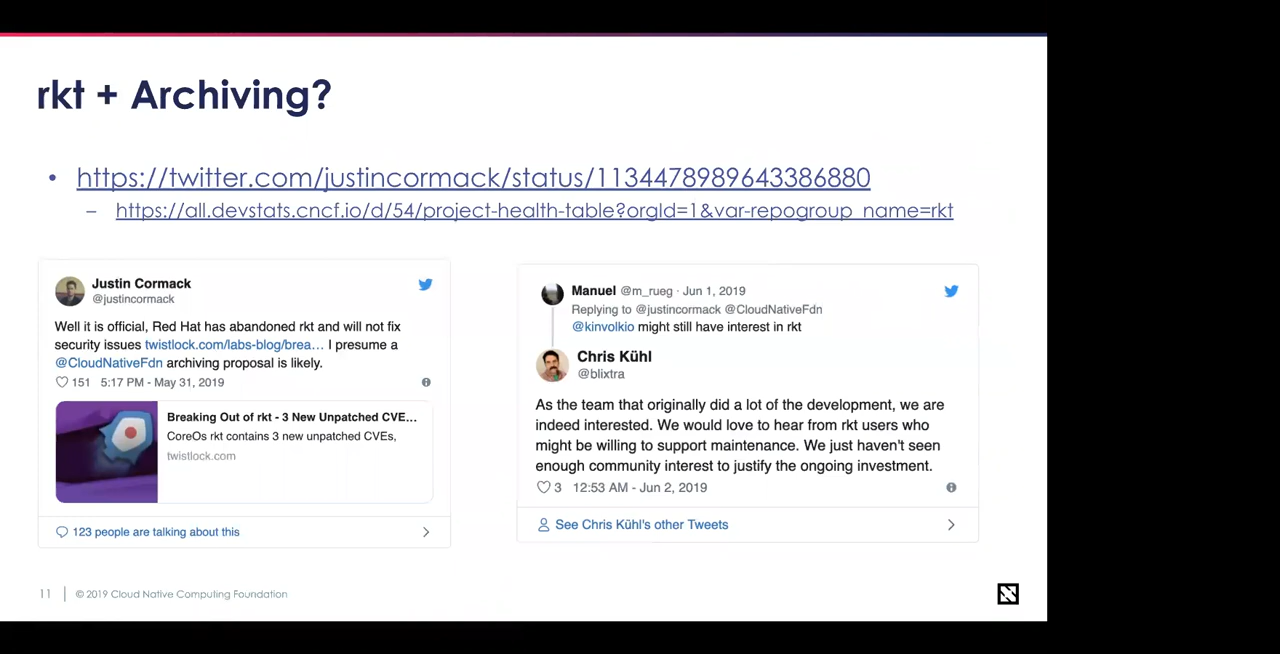 rkt + Archiving?
• https://twitter.com/justincormack/status/1134478989643386880
– https://all.devstats.cncf.io/d/54/project-health-table?orgId=1&var-repogroup_name=rkt
Justin Cormack
@justincormack
Well it is official, Red Hat has abandoned rkt and will not fix
security issues twistlock.com/labs-blog/brea… I presume a
@CloudNativeFdn archiving proposal is likely.
151 5:17 PM - May 31, 2019
Breaking Out of rkt - 3 New Unpatched CVE...
CoreOs rkt contains 3 new unpatched CVEs,
twistlock.com
123 people are talking about this
Manuel @m_rueg · Jun 1, 2019
Replying to @justincormack @CloudNativeFdn
@kinvolkio might still have interest in rkt
Chris Kühl
@blixtra
As the team that originally did a lot of the development, we are
indeed interested. We would love to hear from rkt users who
might be willing to support maintenance. We just haven't seen
enough community interest to justify the ongoing investment.
3 12:53 AM - Jun 2, 2019
See Chris Kühl's other Tweets
11 © 2019 Cloud Native Computing Foundation